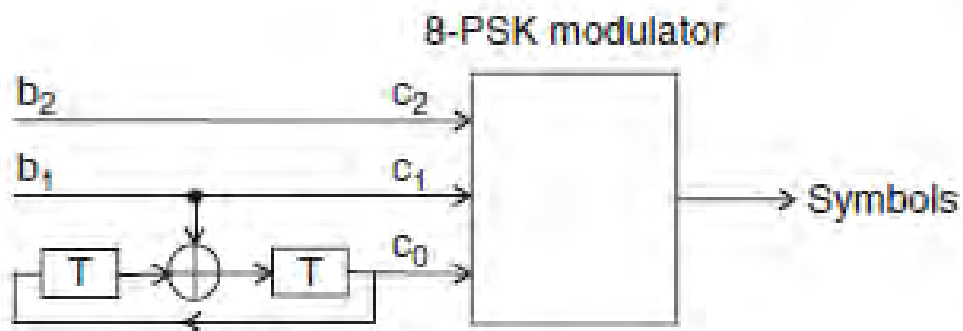 8-PSK modulator
b₂ c₂
b₁ c₁
Symbols
c₀
T T